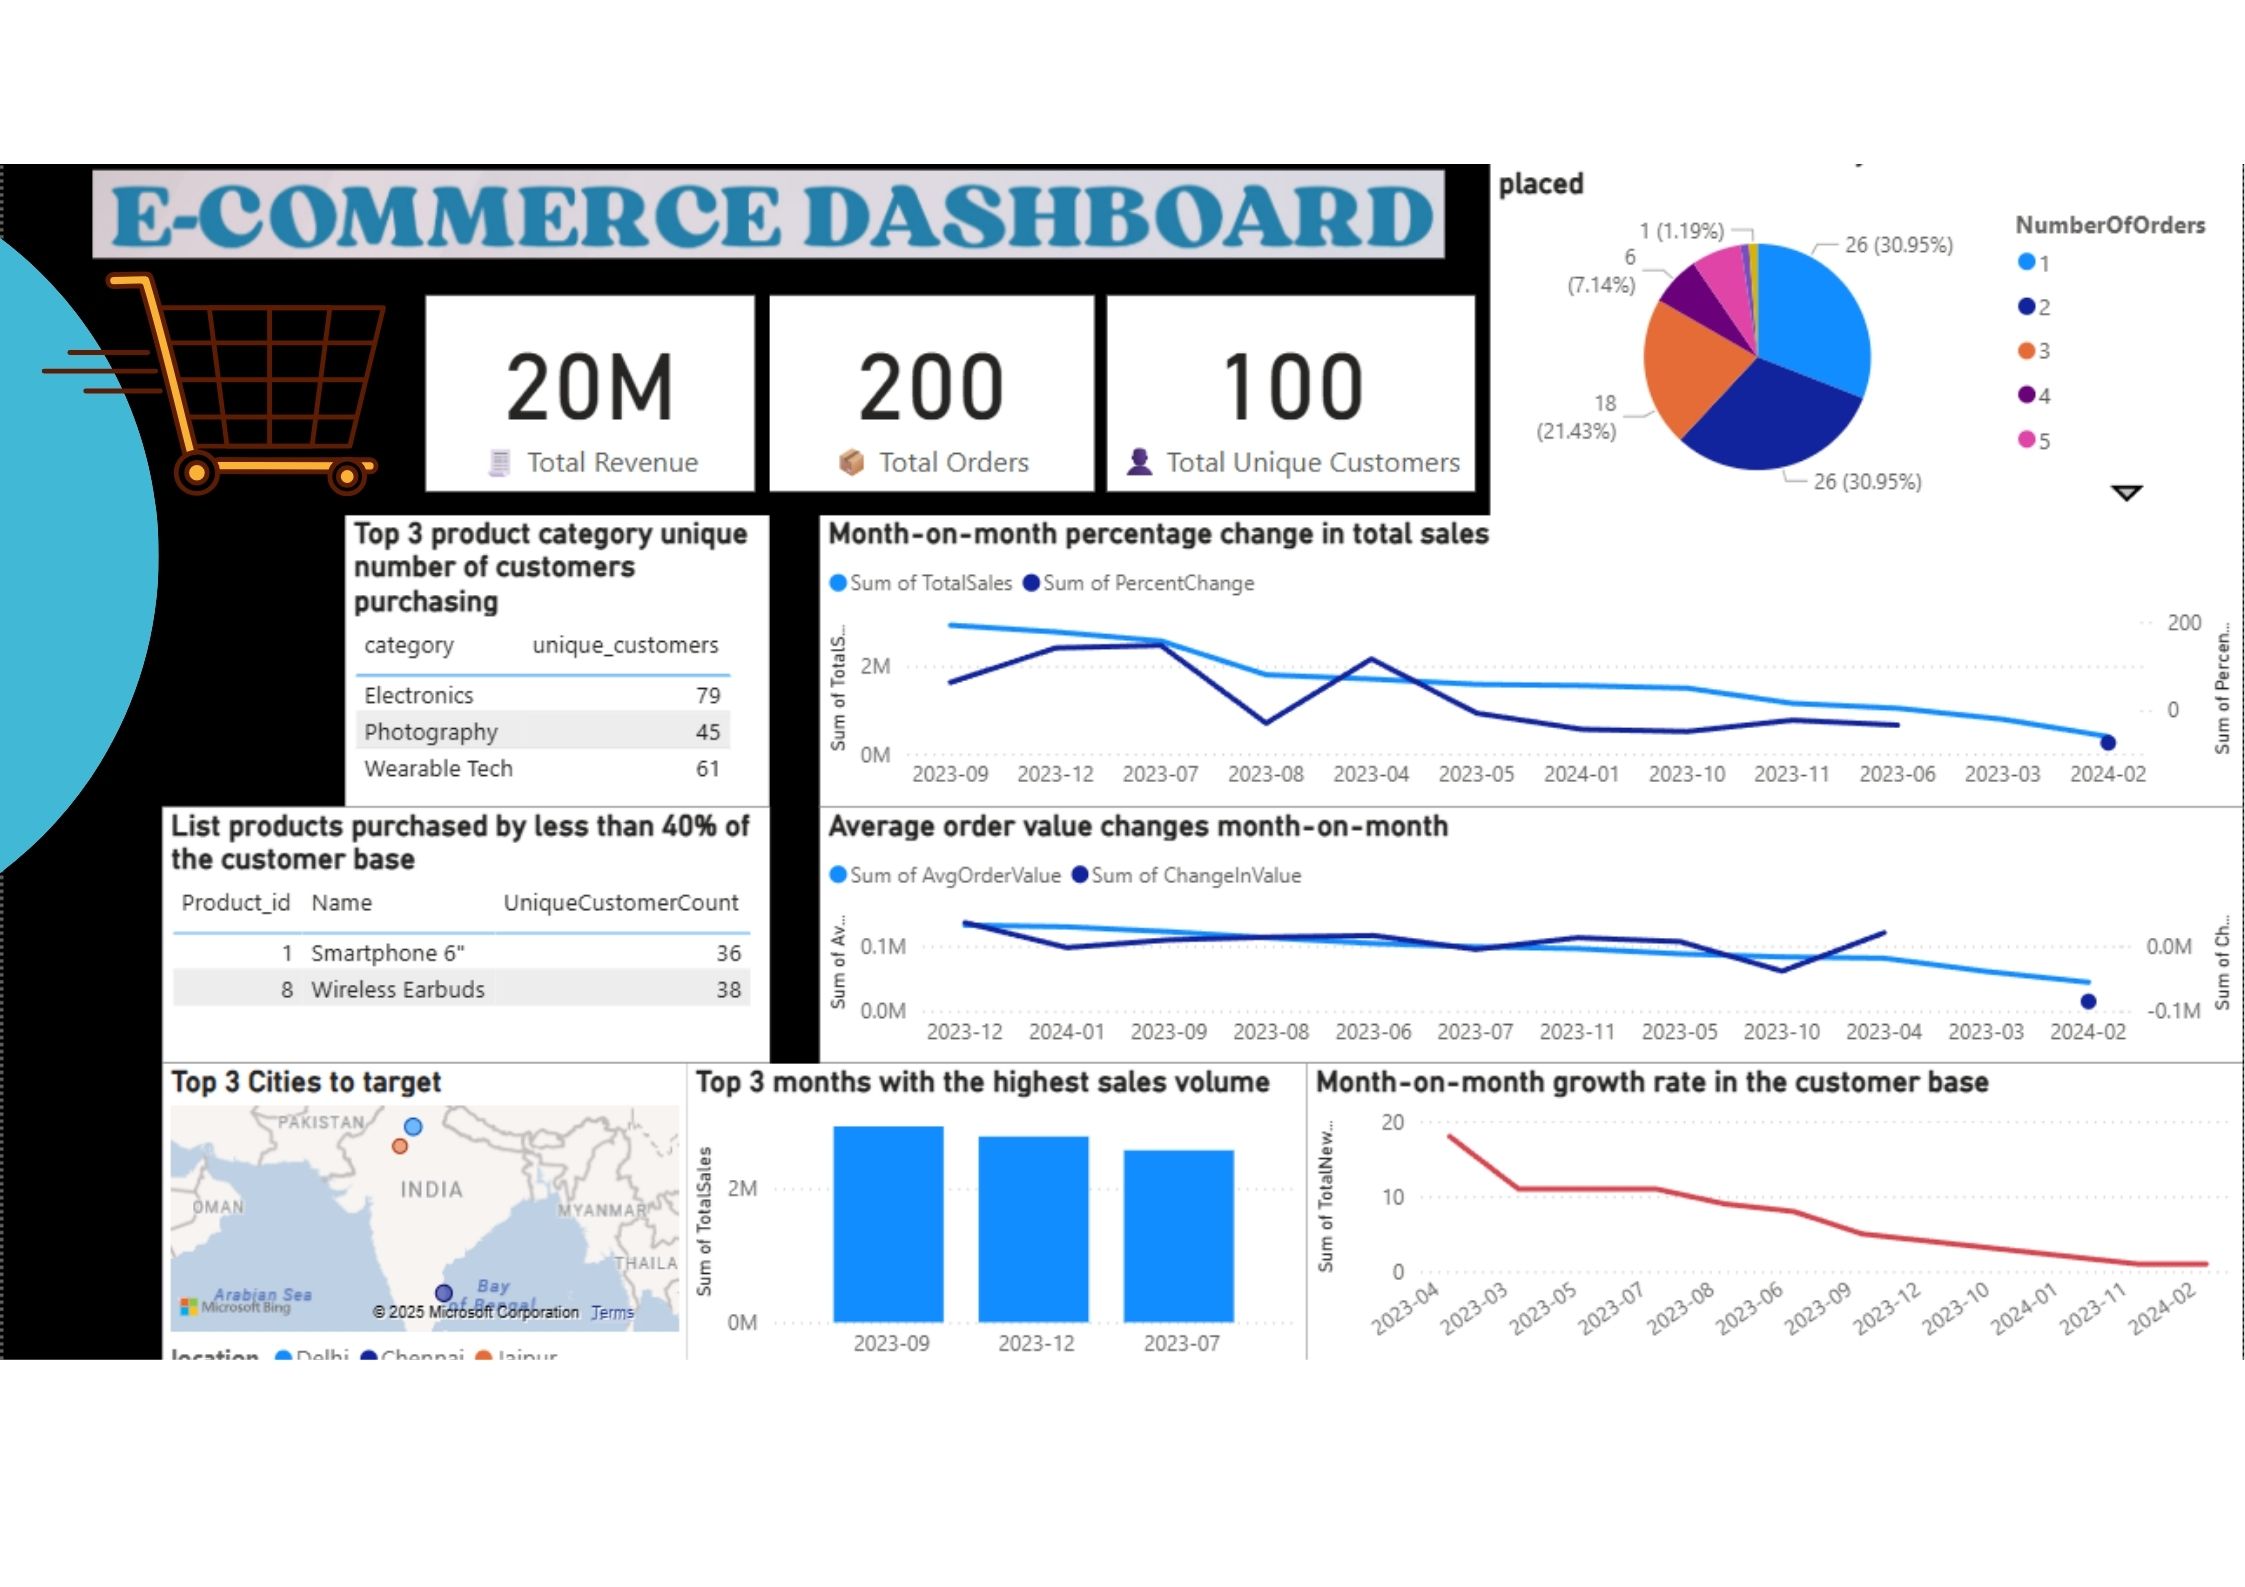 E-COMMERCE DASHBOARD
20M
Total Revenue
200
Total Orders
100
Total Unique Customers
placed
1 (1.19%)
6
(7.14%)
18
(21.43%)
26 (30.95%)
26 (30.95%)
NumberOfOrders
1
2
3
4
5
Top 3 product category unique
number of customers
purchasing
category unique_customers
Electronics 79
Photography 45
Wearable Tech 61
Month-on-month percentage change in total sales
Sum of TotalSales Sum of PercentChange
Sum of TotalS...
2M
0M
200
0
Sum of Percen...
2023-09 2023-12 2023-07 2023-08 2023-04 2023-05 2024-01 2023-10 2023-11 2023-06 2023-03 2024-02
List products purchased by less than 40% of
the customer base
Product_id Name UniqueCustomerCount
1 Smartphone 6" 36
8 Wireless Earbuds 38
Average order value changes month-on-month
Sum of AvgOrderValue Sum of ChangeInValue
Sum of Av...
0.1M
0.0M
0.0M
-0.1M
Sum of Ch...
2023-12 2024-01 2023-09 2023-08 2023-06 2023-07 2023-11 2023-05 2023-10 2023-04 2023-03 2024-02
Top 3 Cities to target
PAKISTAN
INDIA
OMAN
MYANMAR
THAILA
Arabian Sea
Bay
of Bengal
Microsoft Bing
© 2025 Microsoft Corporation Terms
location Delhi Chennai Jaipur
Top 3 months with the highest sales volume
Sum of TotalSales
2M
0M
2023-09 2023-12 2023-07
Month-on-month growth rate in the customer base
Sum of TotalNew...
20
10
0
2023-04 2023-03 2023-05 2023-07 2023-08 2023-06 2023-09 2023-12 2023-10 2024-01 2023-11 2024-02